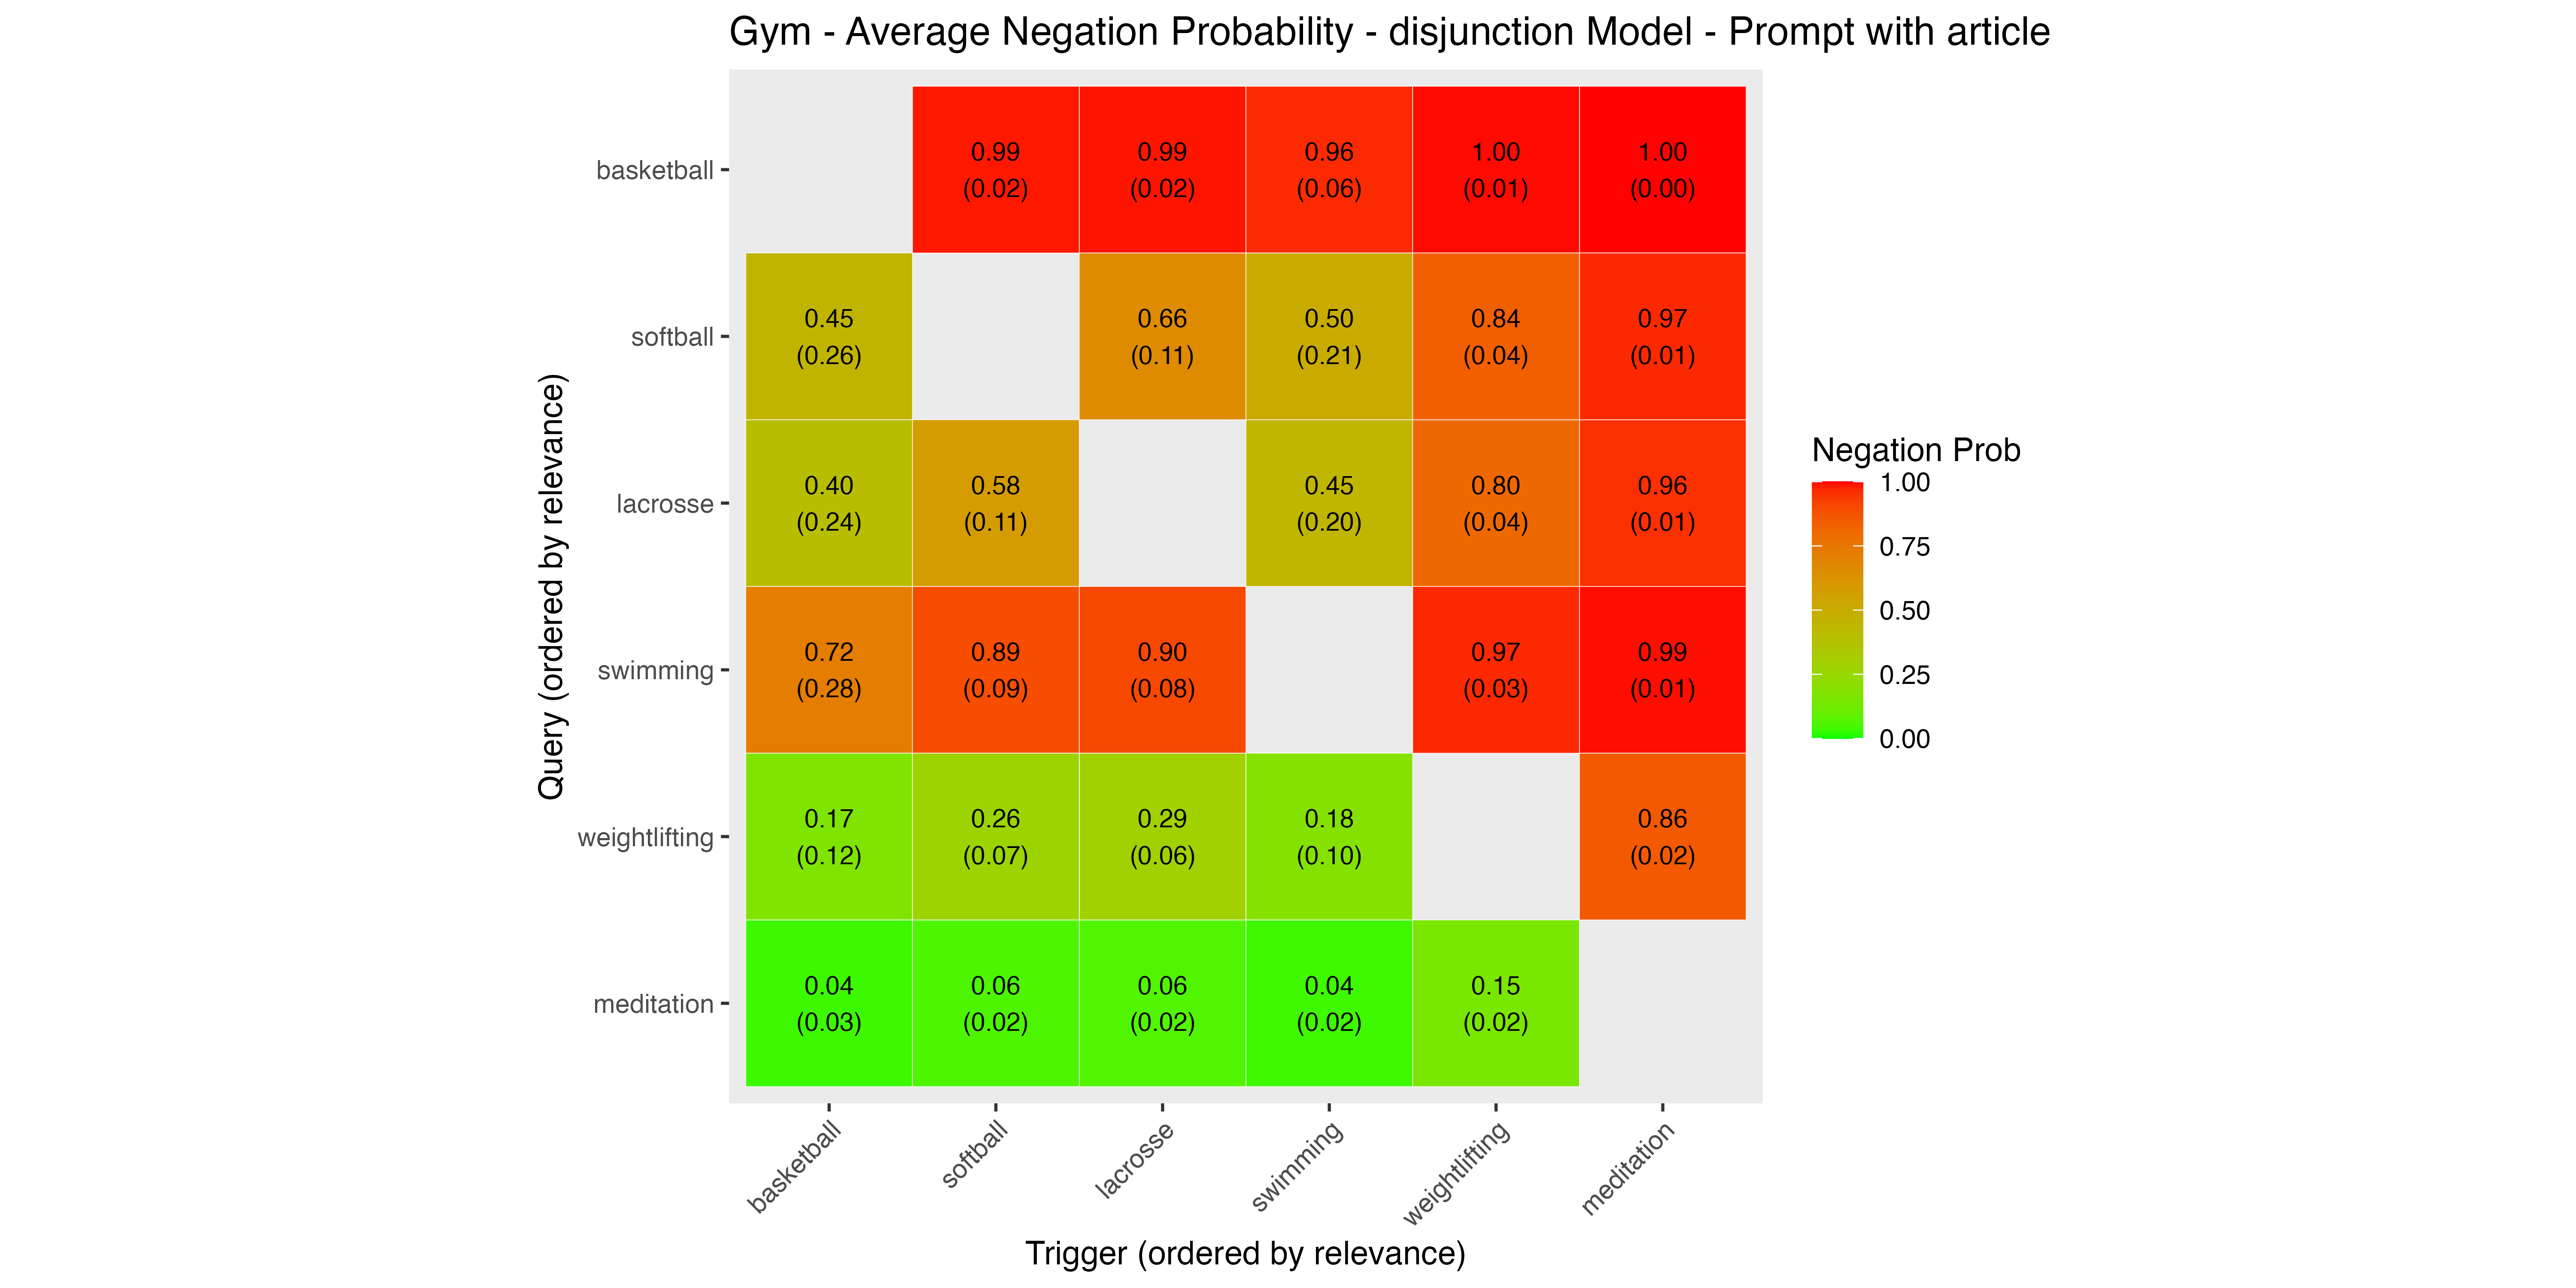 Gym - Average Negation Probability - disjunction Model - Prompt with article
Query (ordered by relevance)
basketball
0.99 0.99 0.96 1.00 1.00
(0.02) (0.02) (0.06) (0.01) (0.00)
softball
0.45 0.66 0.50 0.84 0.97
(0.26) (0.11) (0.21) (0.04) (0.01)
lacrosse
0.40 0.58 0.45 0.80 0.96
(0.24) (0.11) (0.20) (0.04) (0.01)
swimming
0.72 0.89 0.90 0.97 0.99
(0.28) (0.09) (0.08) (0.03) (0.01)
weightlifting
0.17 0.26 0.29 0.18 0.86
(0.12) (0.07) (0.06) (0.10) (0.02)
meditation
0.04 0.06 0.06 0.04 0.15
(0.03) (0.02) (0.02) (0.02) (0.02)
basketball softball lacrosse swimming weightlifting meditation
Trigger (ordered by relevance)
Negation Prob
1.00
0.75
0.50
0.25
0.00